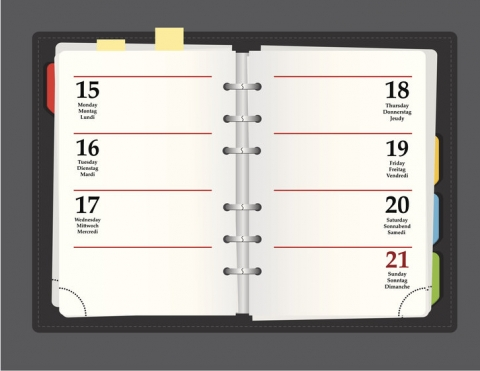 15
Monday
Montag
Lundi
16
Tuesday
Dienstag
Mardi
17
Wednesday
Mittwoch
Mercredi
18
Thursday
Donnerstag
Jeudy
19
Friday
Freitag
Vendredi
20
Saturday
Sonnabend
Samedi
21
Sunday
Sonntag
Dimanche